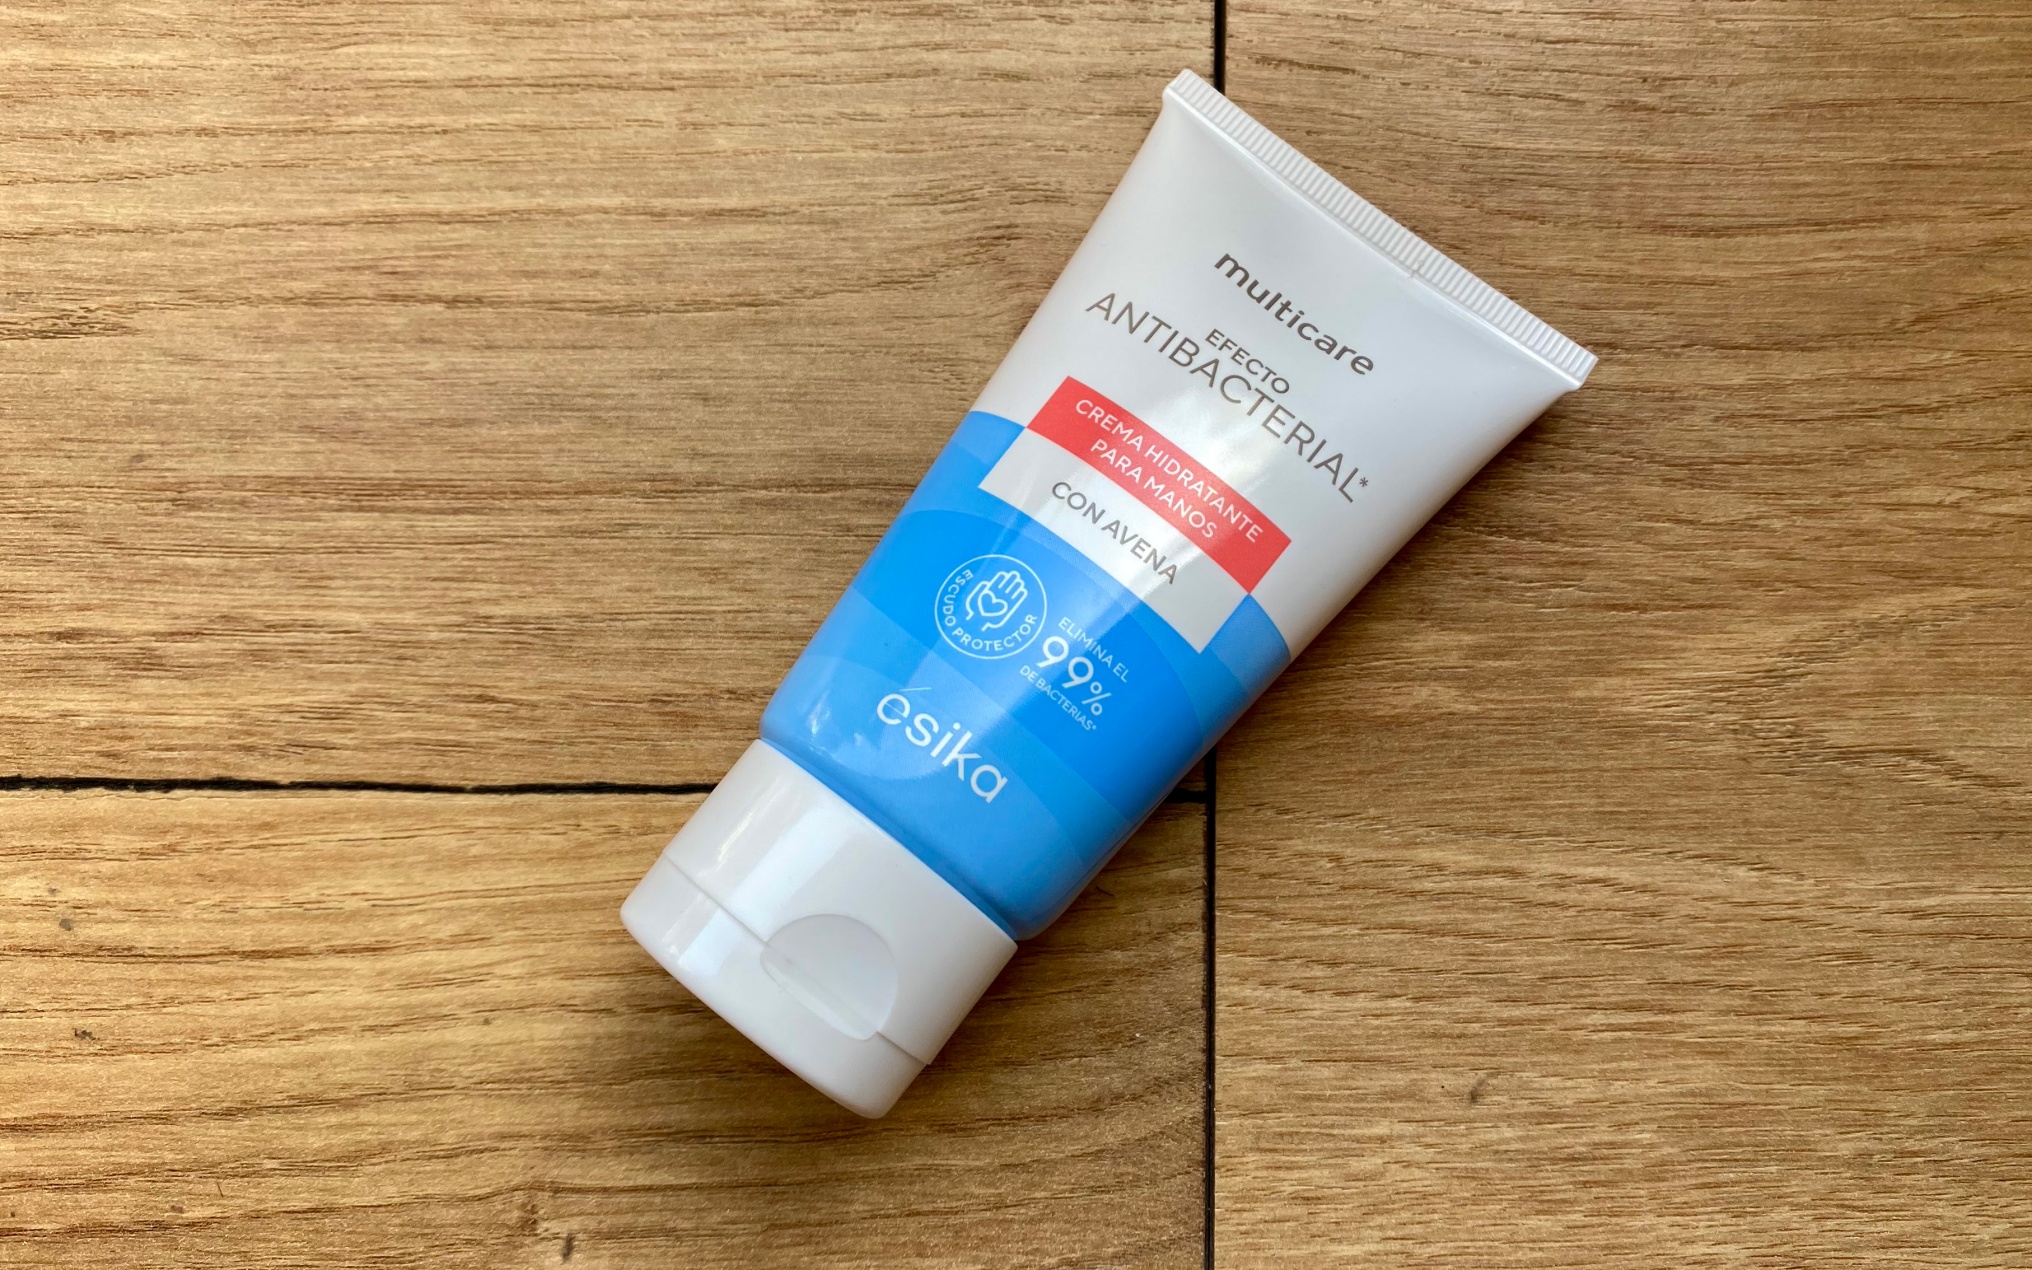 multicare
EFECTO
ANTIBACTERIAL*
CREMA HIDRATANTE
PARA MANOS
CON AVENA
ESCUDO PROTECTOR
ELIMINA EL
99%
DE BACTERIAS*
ésika